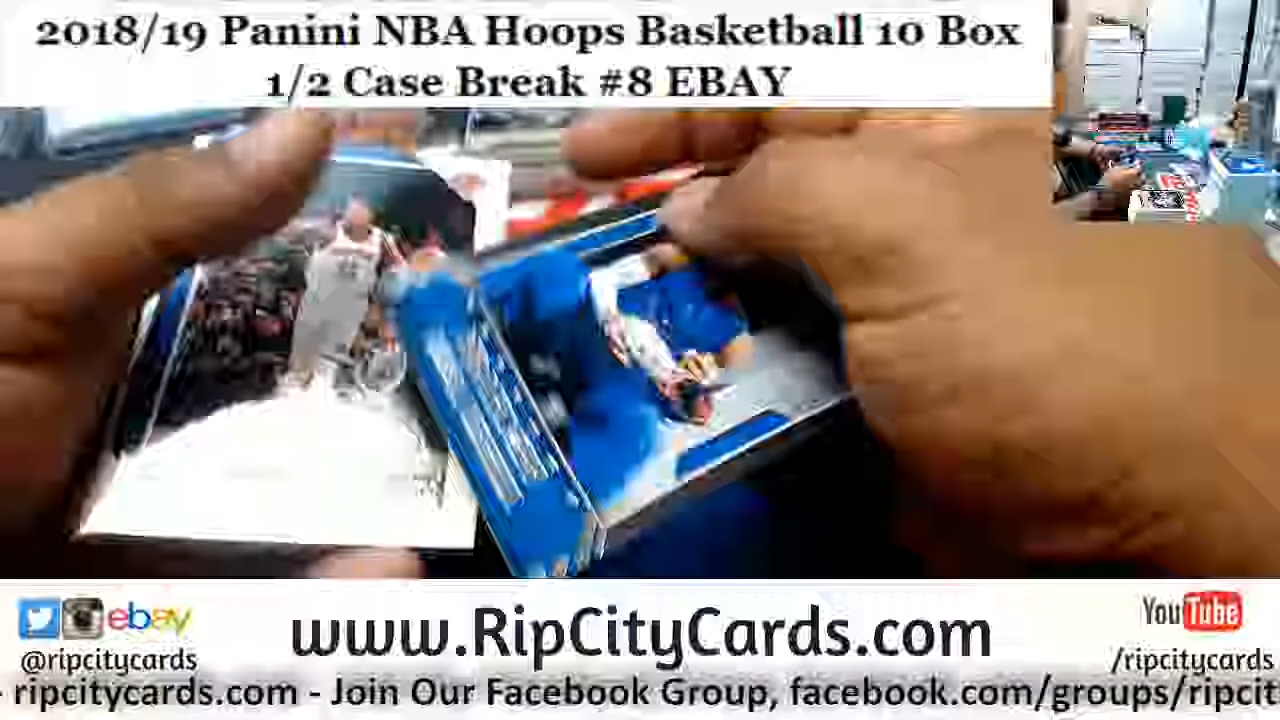 2018/19 Panini NBA Hoops Basketball 10 Box
1/2 Case Break #8 EBAY
ebay
www.RipCityCards.com
YouTube
@ripcitycards
/ripcitycards
- ripcitycards.com - Join Our Facebook Group, facebook.com/groups/ripcit